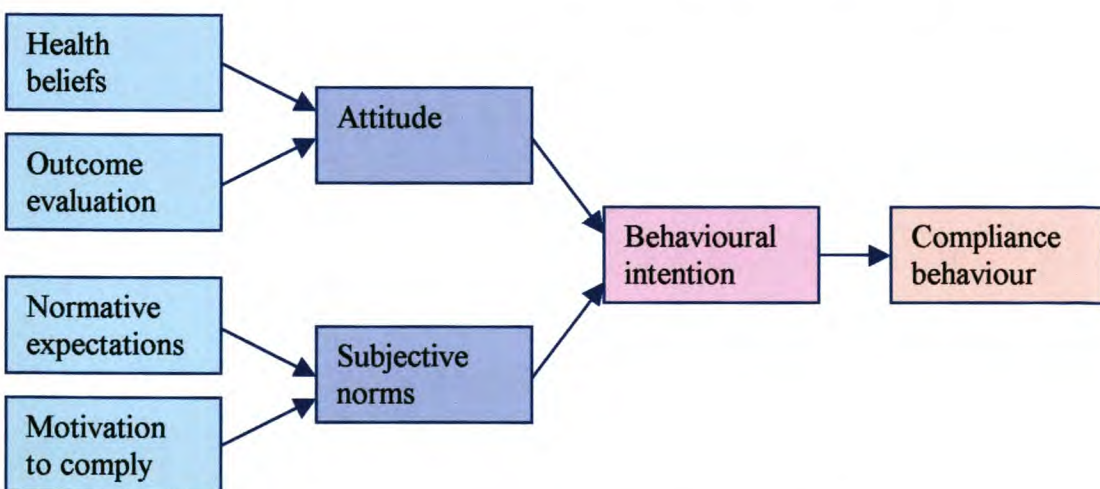 Health
beliefs
Outcome
evaluation
Attitude
Normative
expectations
Motivation
to comply
Subjective
norms
Behavioural
intention
Compliance
behaviour